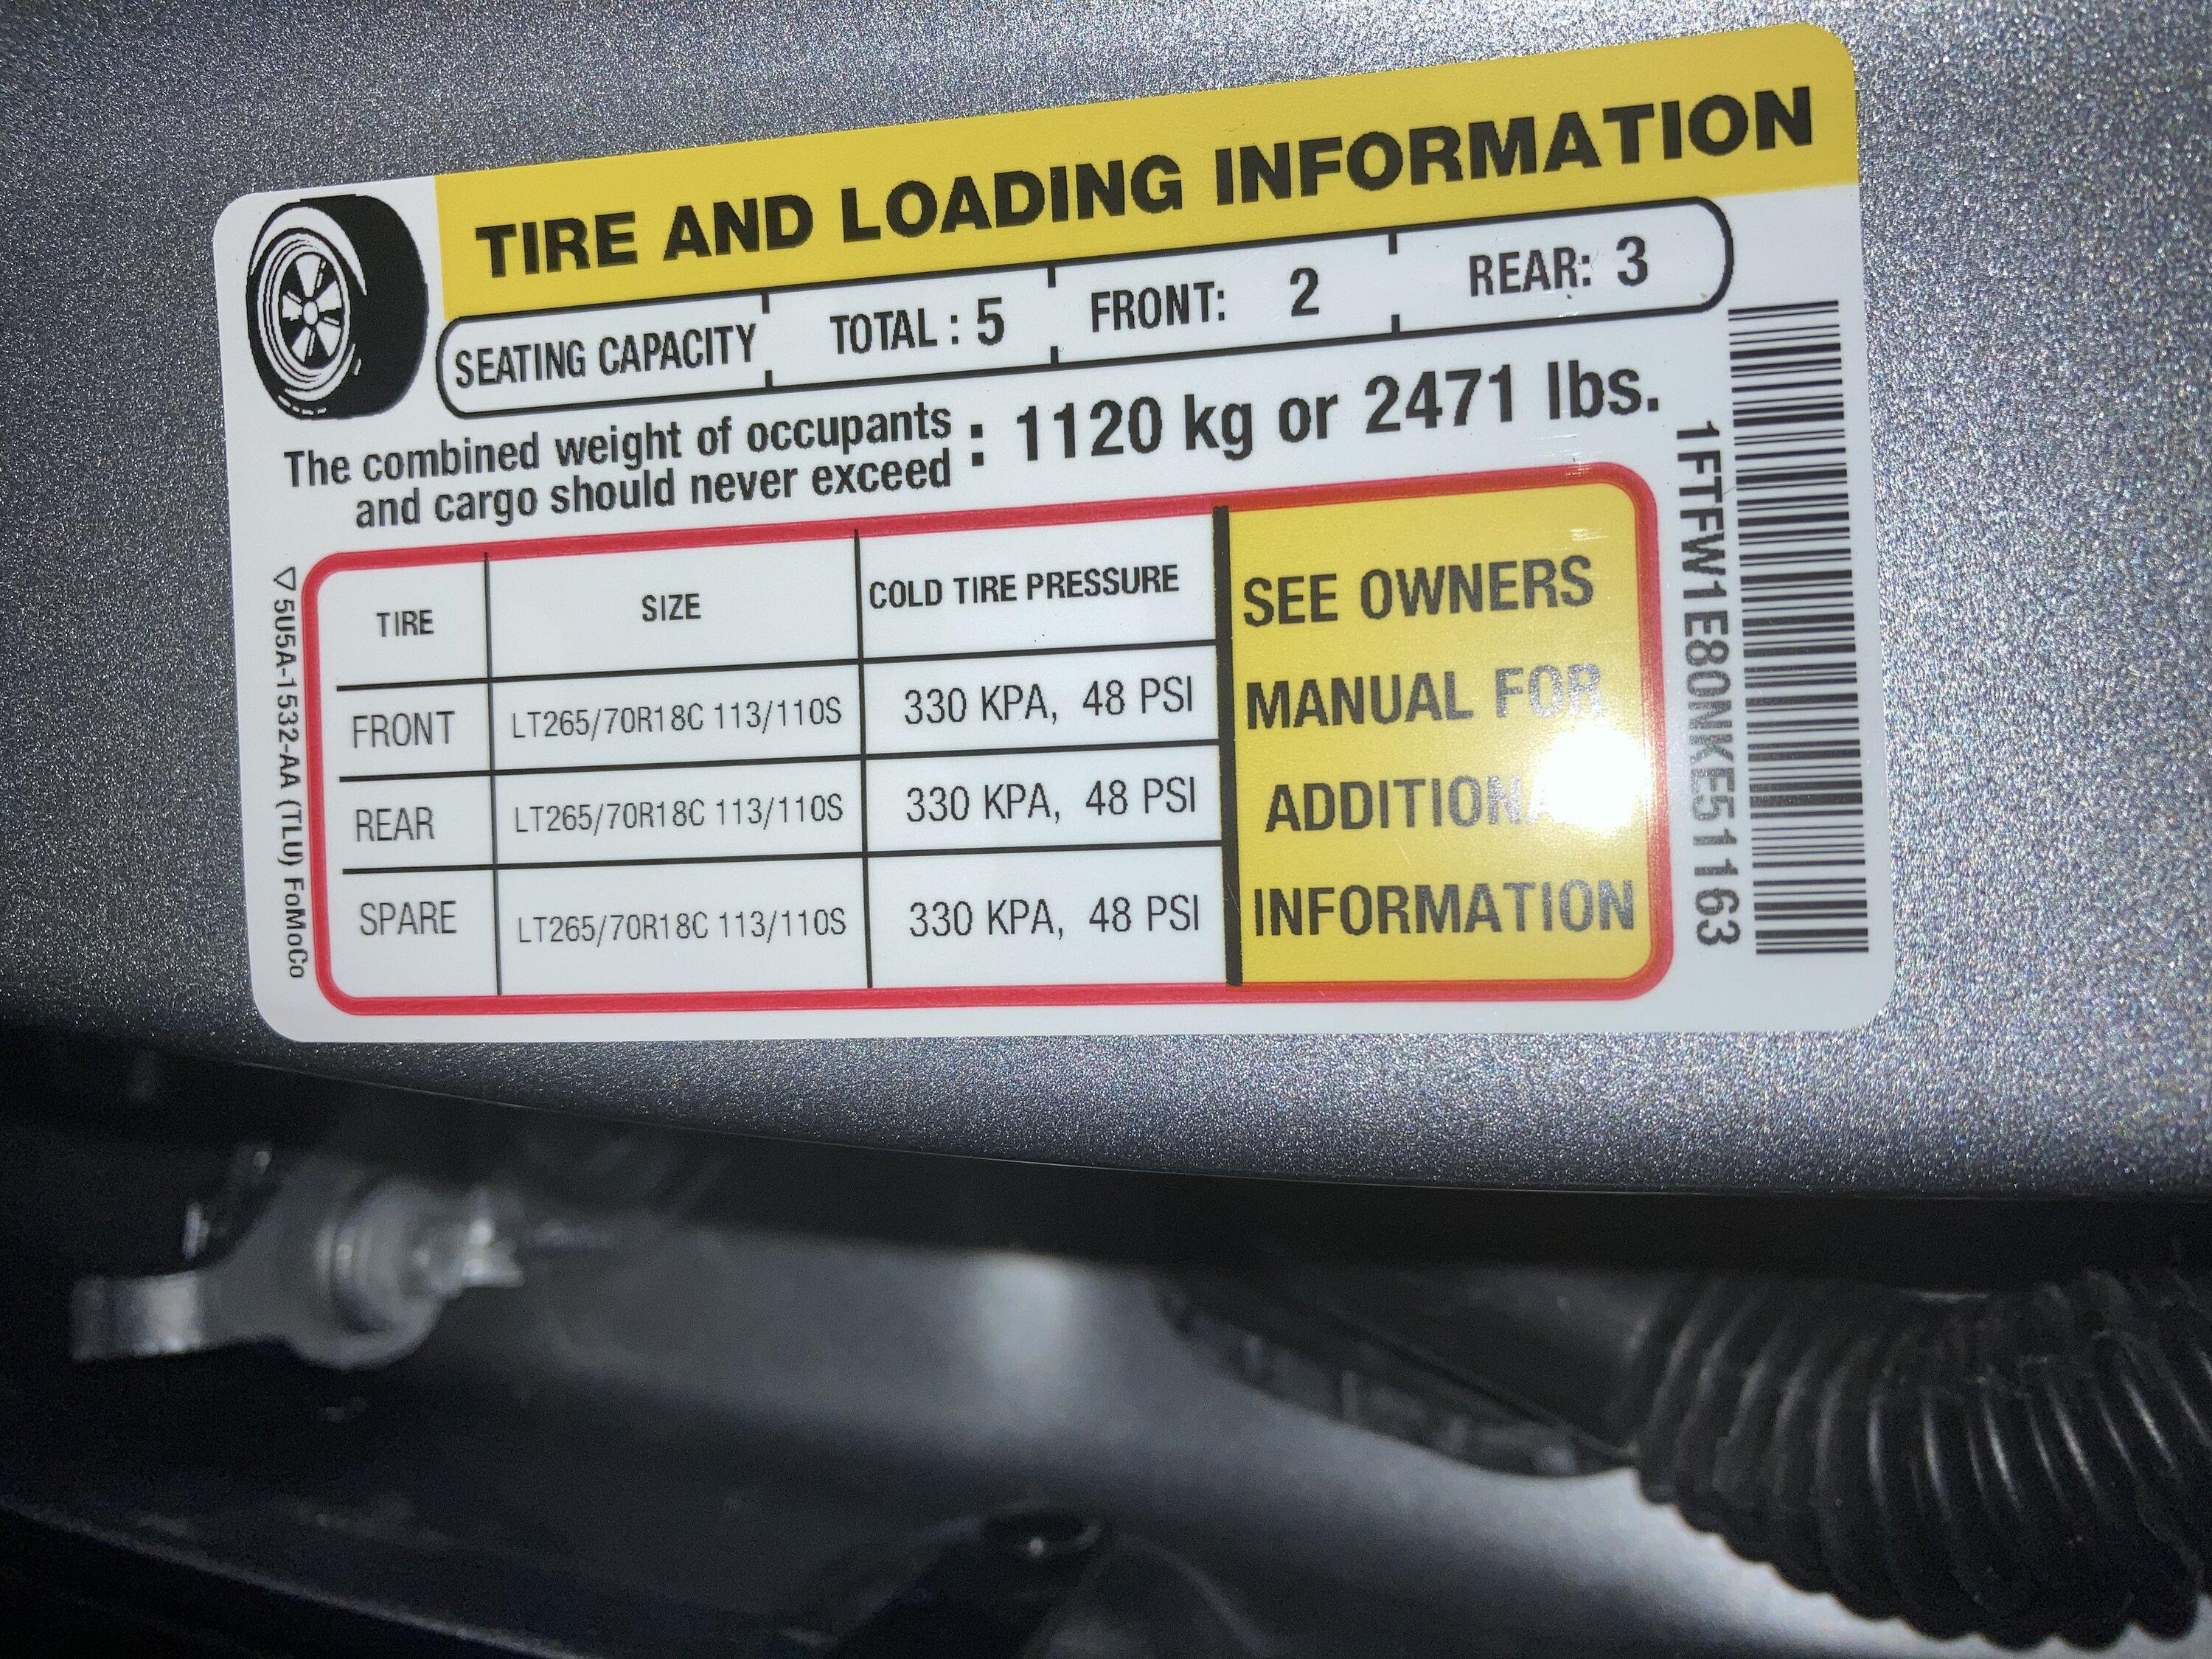 TIRE AND LOADING INFORMATION
SEATING CAPACITY TOTAL : 5 FRONT: 2 REAR: 3
The combined weight of occupants
and cargo should never exceed : 1120 kg or 2471 lbs.
TIRE SIZE COLD TIRE PRESSURE
FRONT LT265/70R18C 113/110S 330 KPA, 48 PSI
REAR LT265/70R18C 113/110S 330 KPA, 48 PSI
SPARE LT265/70R18C 113/110S 330 KPA, 48 PSI
SEE OWNERS
MANUAL FOR
ADDITIONAL
INFORMATION
5U5A-1532-AA (TLU) FoMoCo
1FTFW1E80NKE51163